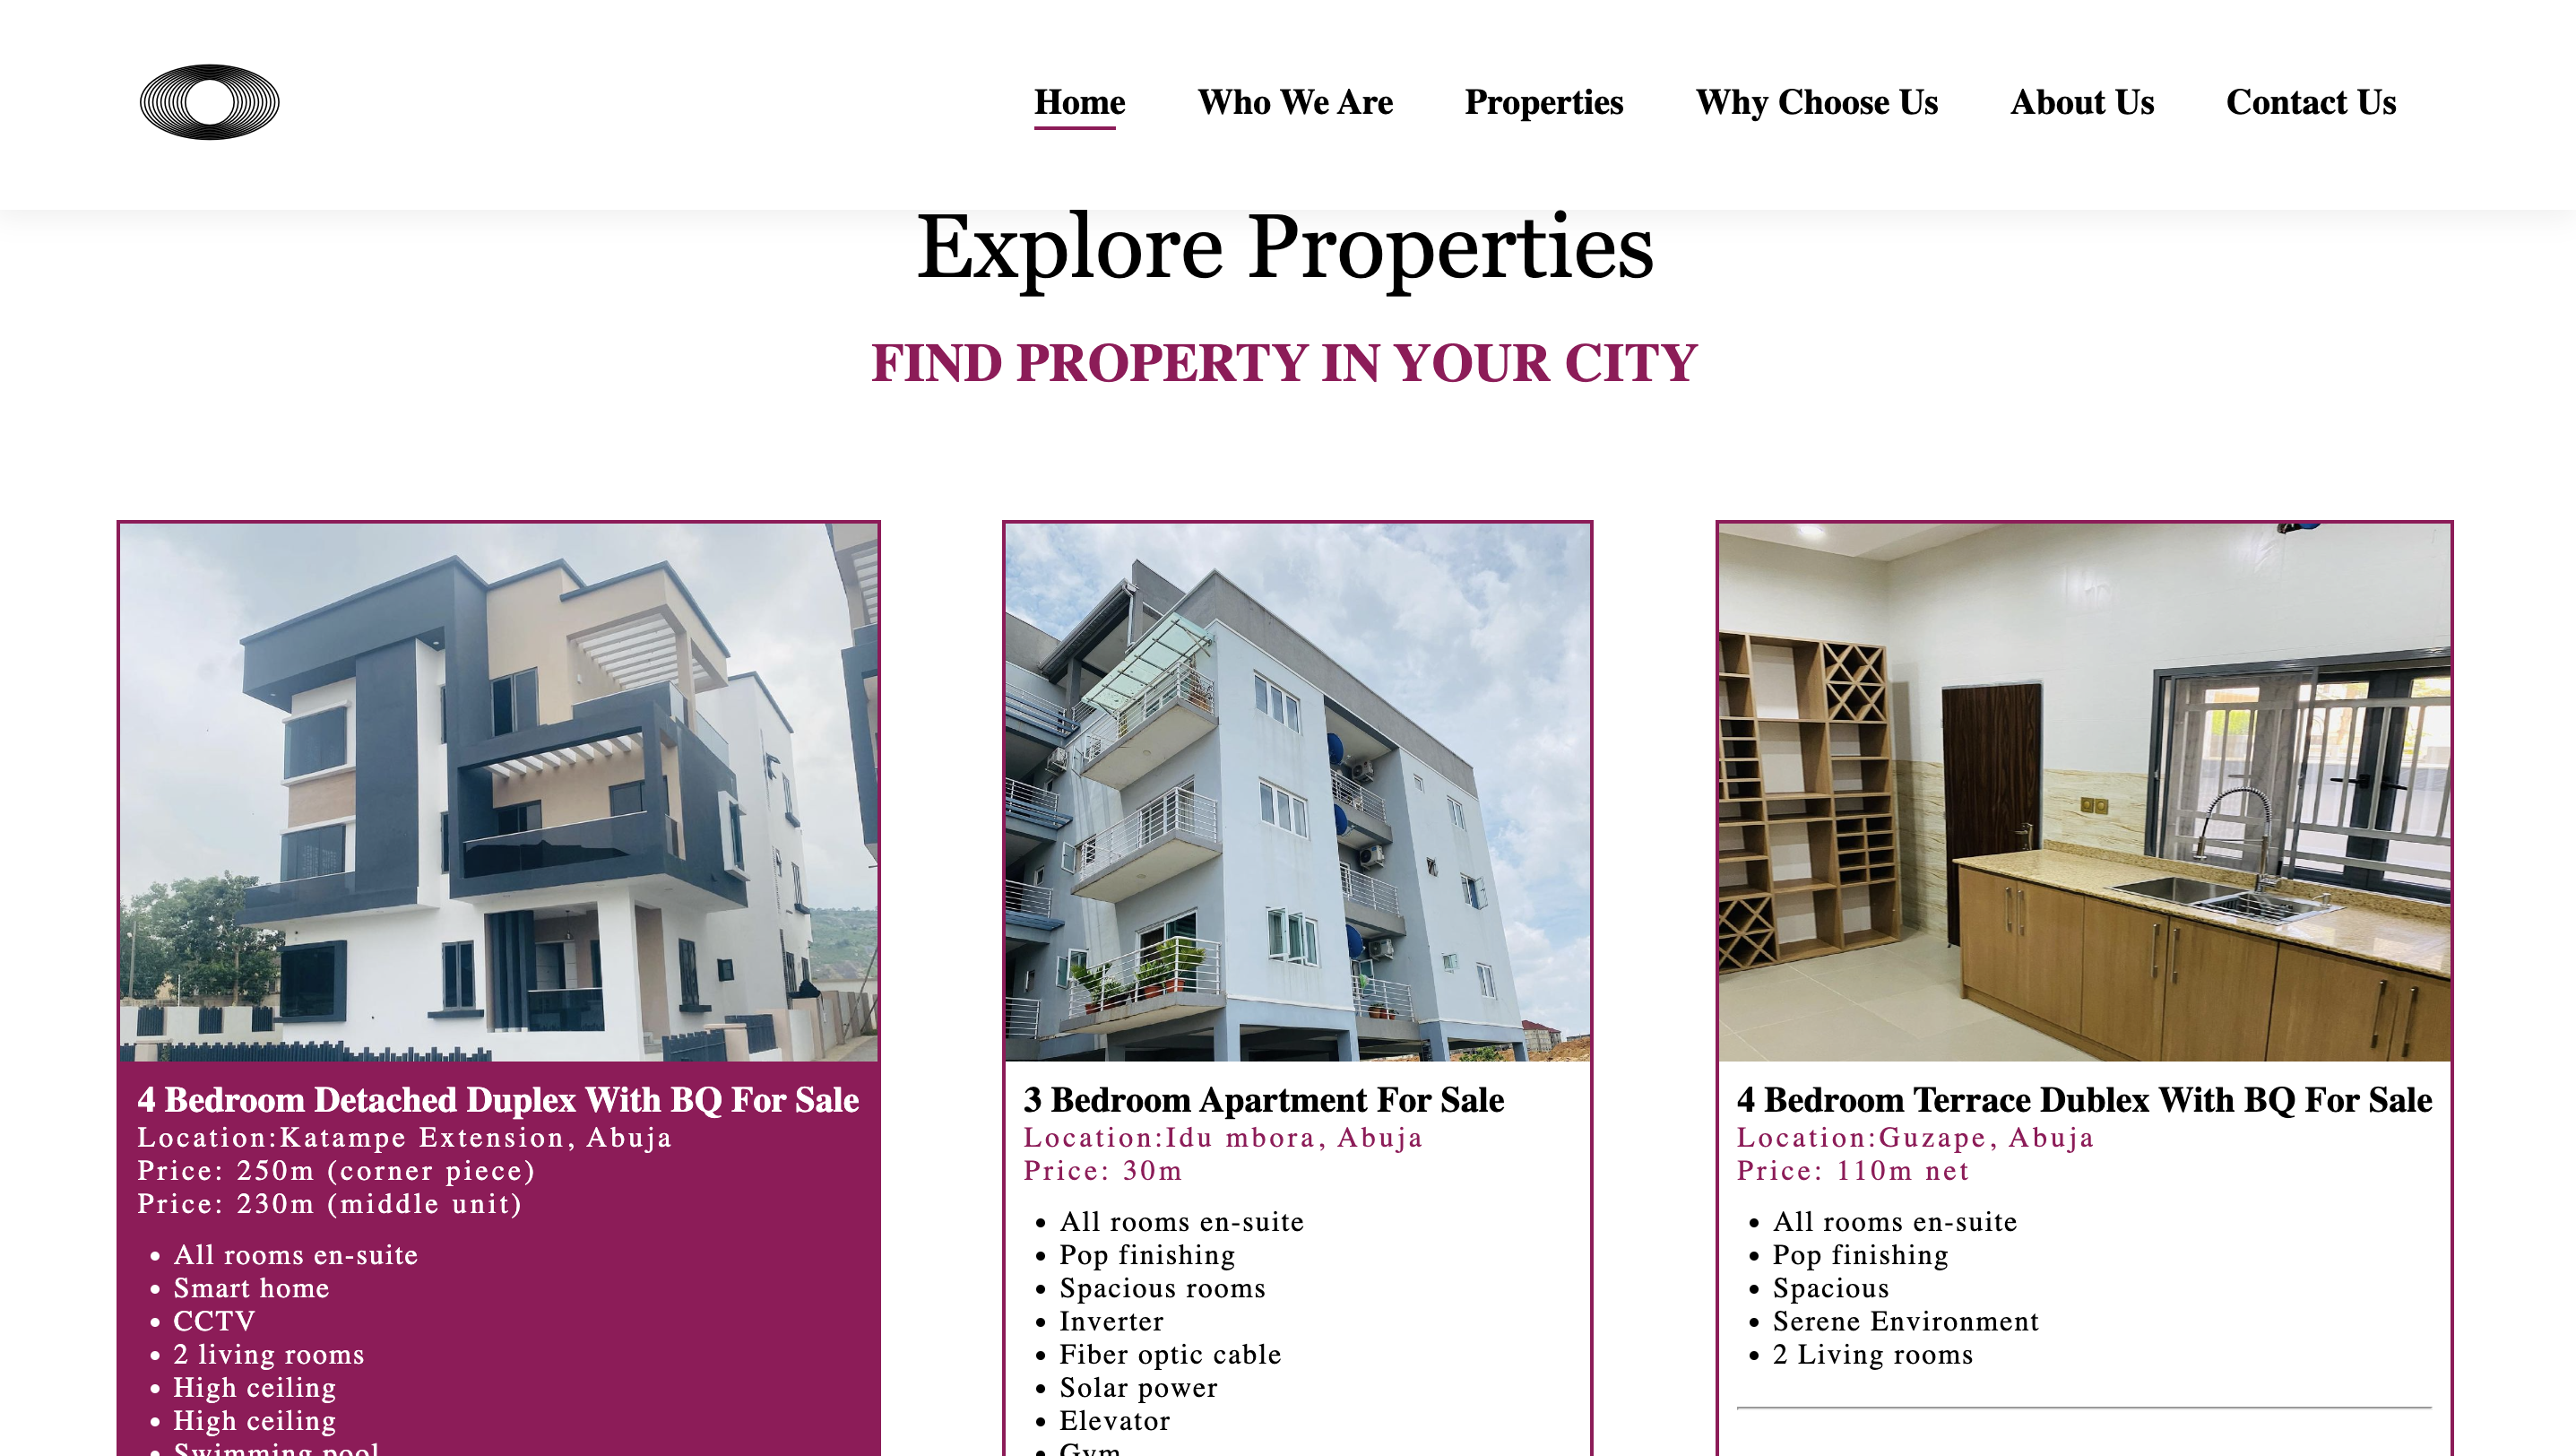 Home Who We Are Properties Why Choose Us About Us Contact Us
Explore Properties
FIND PROPERTY IN YOUR CITY
4 Bedroom Detached Duplex With BQ For Sale
Location:Katampe Extension, Abuja
Price: 250m (corner piece)
Price: 230m (middle unit)
All rooms en-suite
Smart home
CCTV
2 living rooms
High ceiling
High ceiling
Swimming pool
3 Bedroom Apartment For Sale
Location:Idu mbora, Abuja
Price: 30m
All rooms en-suite
Pop finishing
Spacious rooms
Inverter
Fiber optic cable
Solar power
Elevator
Gym
4 Bedroom Terrace Dublex With BQ For Sale
Location:Guzape, Abuja
Price: 110m net
All rooms en-suite
Pop finishing
Spacious
Serene Environment
2 Living rooms